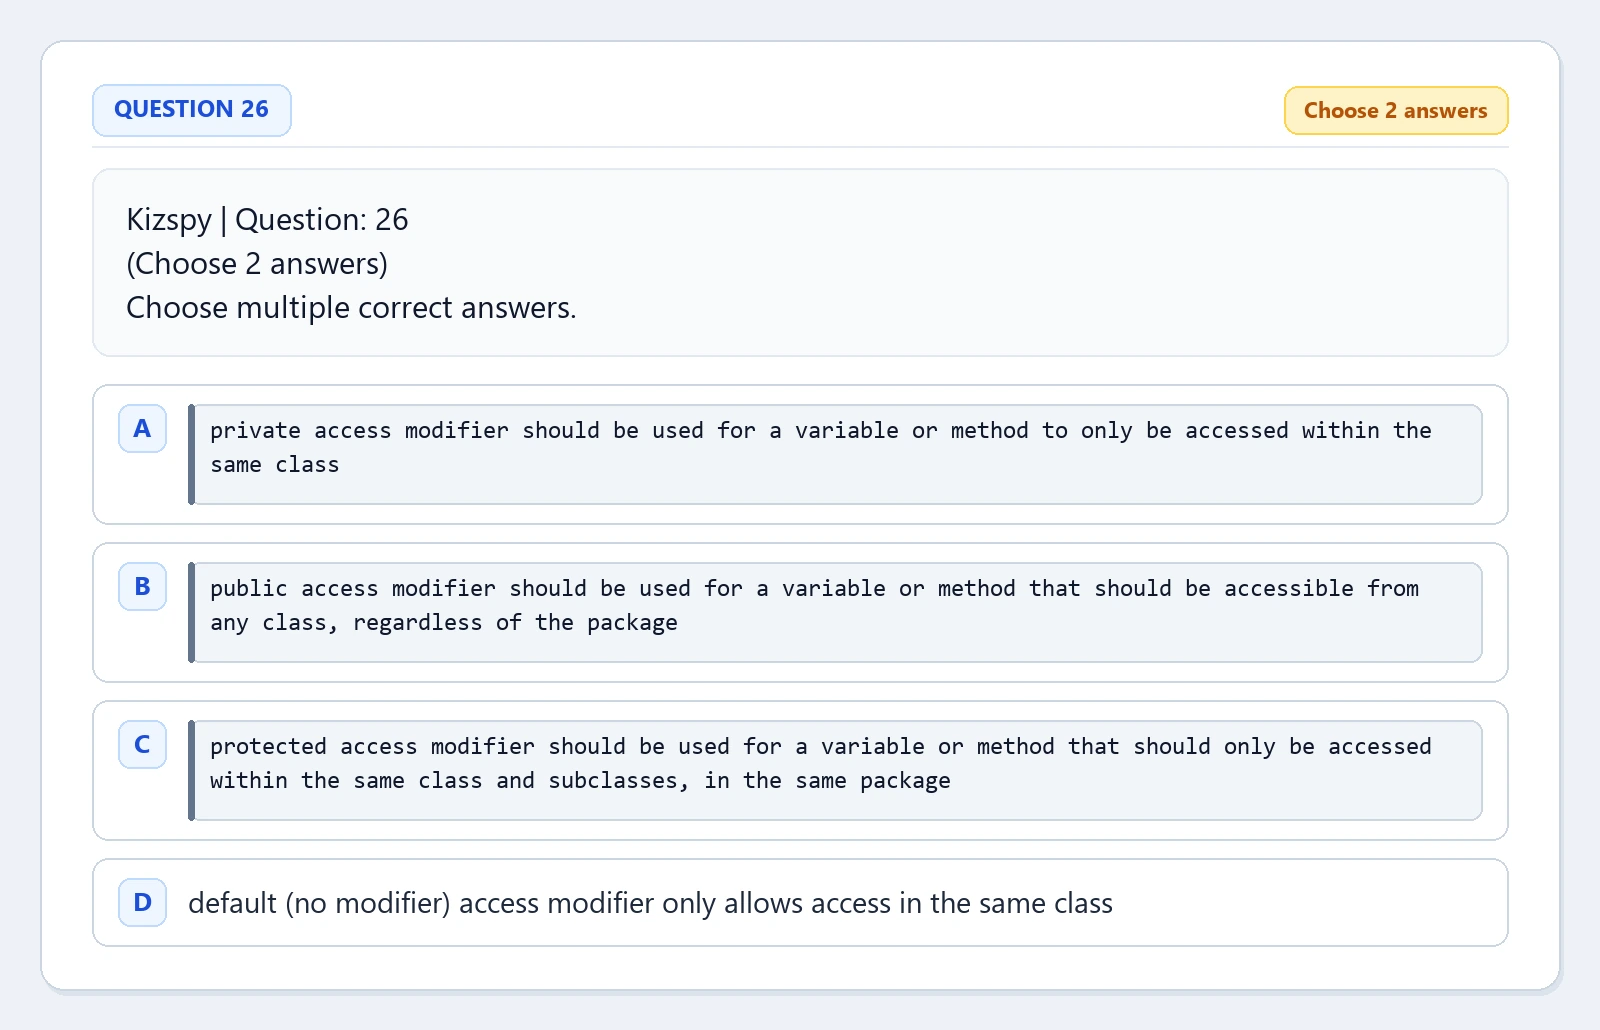 QUESTION 26
Choose 2 answers
Kizspy | Question: 26
(Choose 2 answers)
Choose multiple correct answers.
A
private access modifier should be used for a variable or method to only be accessed within the
same class
B
public access modifier should be used for a variable or method that should be accessible from
any class, regardless of the package
C
protected access modifier should be used for a variable or method that should only be accessed
within the same class and subclasses, in the same package
D
default (no modifier) access modifier only allows access in the same class